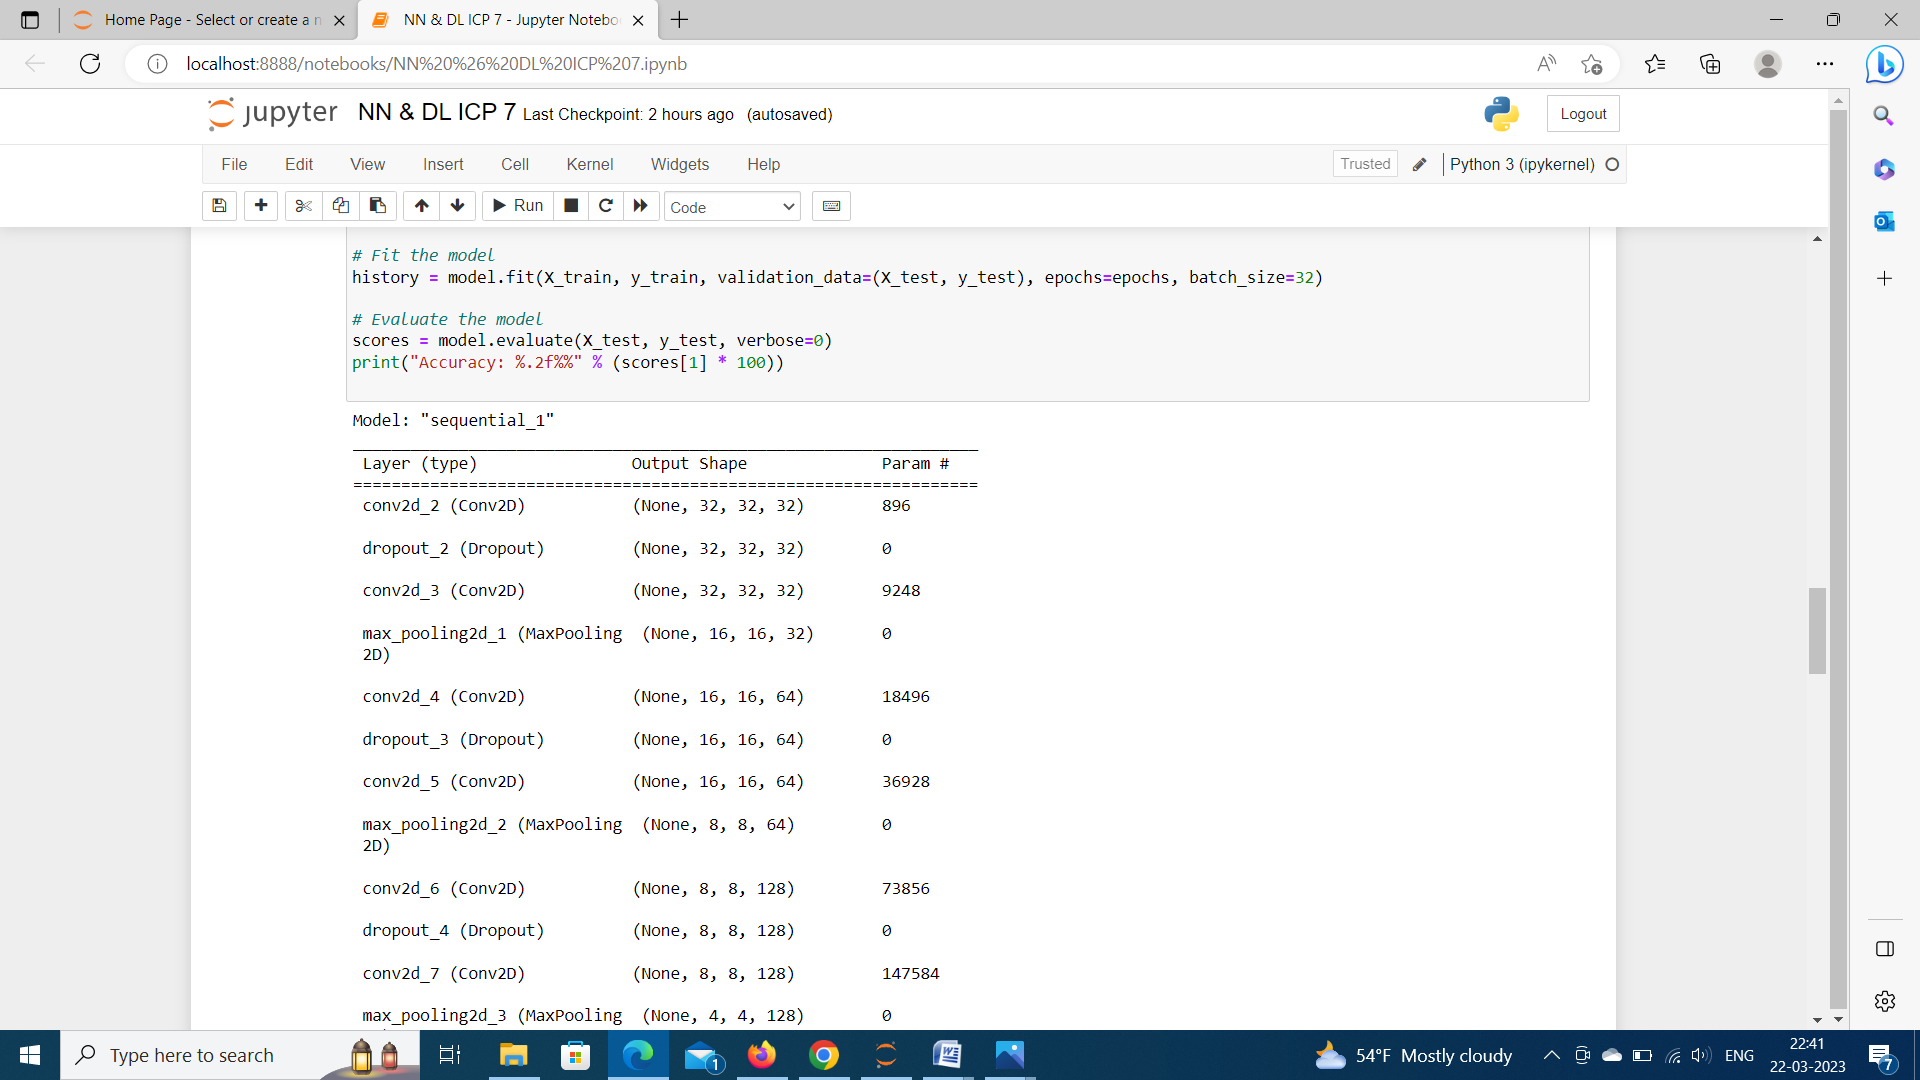 Home Page - Select or create a n
NN & DL ICP 7 - Jupyter Notebo
localhost:8888/notebooks/NN%20%26%20DL%20ICP%207.ipynb
jupyter NN & DL ICP 7 Last Checkpoint: 2 hours ago (autosaved)
Logout
File Edit View Insert Cell Kernel Widgets Help
Trusted
Python 3 (ipykernel)
Run
Code
# Fit the model
history = model.fit(X_train, y_train, validation_data=(X_test, y_test), epochs=epochs, batch_size=32)
# Evaluate the model
scores = model.evaluate(X_test, y_test, verbose=0)
print("Accuracy: %.2f%%" % (scores[1] * 100))
Model: "sequential_1"
_________________________________________________________________
Layer (type) Output Shape Param #
=================================================================
conv2d_2 (Conv2D) (None, 32, 32, 32) 896
dropout_2 (Dropout) (None, 32, 32, 32) 0
conv2d_3 (Conv2D) (None, 32, 32, 32) 9248
max_pooling2d_1 (MaxPooling (None, 16, 16, 32) 0
2D)
conv2d_4 (Conv2D) (None, 16, 16, 64) 18496
dropout_3 (Dropout) (None, 16, 16, 64) 0
conv2d_5 (Conv2D) (None, 16, 16, 64) 36928
max_pooling2d_2 (MaxPooling (None, 8, 8, 64) 0
2D)
conv2d_6 (Conv2D) (None, 8, 8, 128) 73856
dropout_4 (Dropout) (None, 8, 8, 128) 0
conv2d_7 (Conv2D) (None, 8, 8, 128) 147584
max_pooling2d_3 (MaxPooling (None, 4, 4, 128) 0
Type here to search
1
54°F Mostly cloudy
ENG
22:41
22-03-2023
7